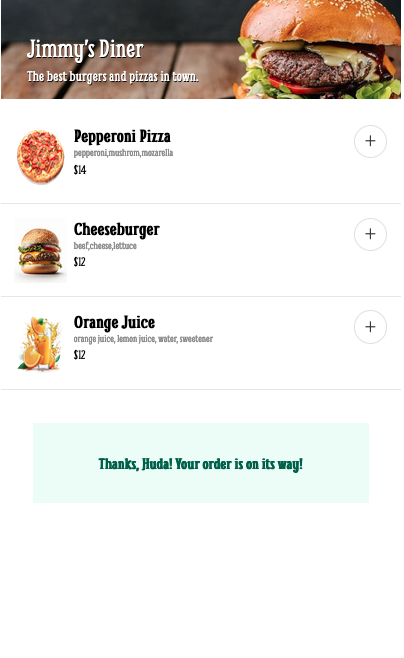 Jimmy's Diner
The best burgers and pizzas in town.
Pepperoni Pizza
pepperoni,mushrom,mozarella
$14
+
Cheeseburger
beef,cheese,lettuce
$12
+
Orange Juice
orange juice, lemon juice, water, sweetener
$12
+
Thanks, Huda! Your order is on its way!